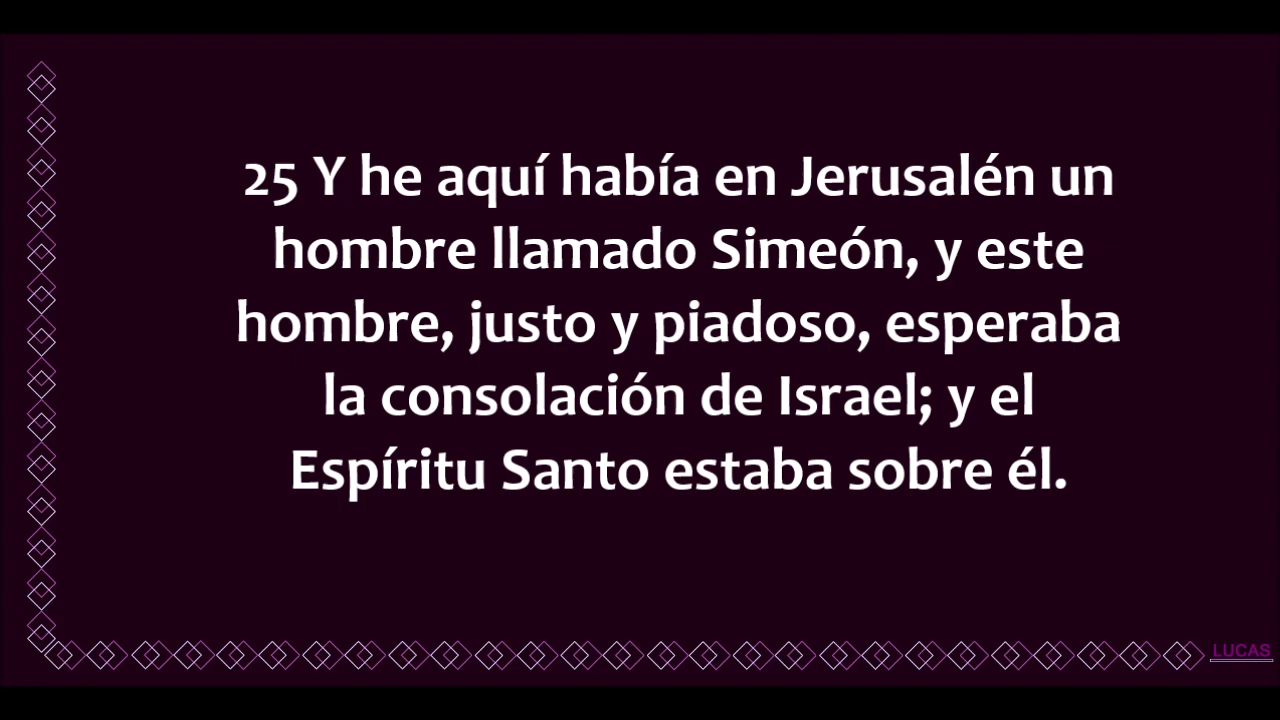 25 Y he aquí había en Jerusalén un
hombre llamado Simeón, y este
hombre, justo y piadoso, esperaba
la consolación de Israel; y el
Espíritu Santo estaba sobre él.
LUCAS